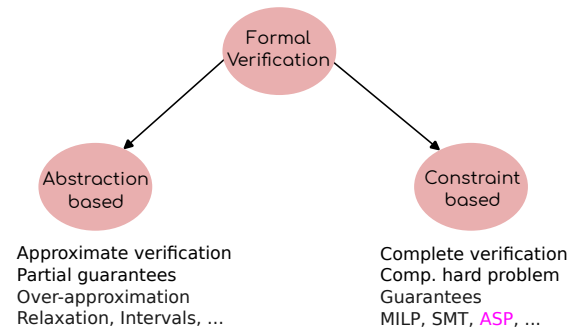 Formal
Verification
Abstraction
based
Constraint
based
Approximate verification
Partial guarantees
Over-approximation
Relaxation, Intervals, ...
Complete verification
Comp. hard problem
Guarantees
MILP, SMT, ASP, ...